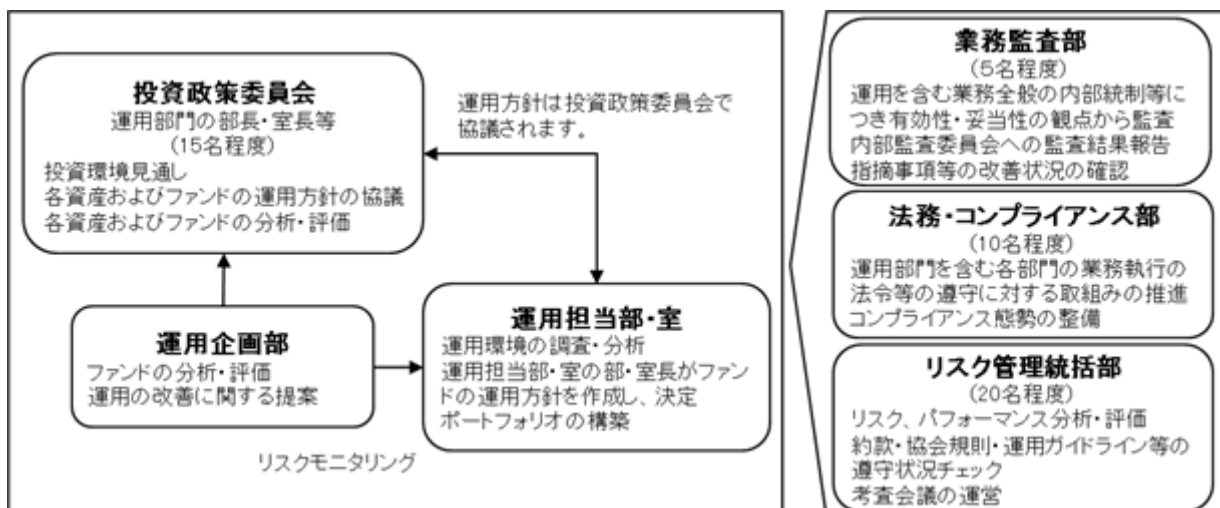 投資政策委員会
運用部門の部長・室長等
(15名程度)
投資環境見通し
各資産およびファンドの運用方針の協議
各資産およびファンドの分析・評価
運用方針は投資政策委員会で
協議されます。
運用企画部
ファンドの分析・評価
運用の改善に関する提案
運用担当部・室
運用環境の調査・分析
運用担当部・室の部・室長がファン
ドの運用方針を作成し、決定
ポートフォリオの構築
リスクモニタリング
業務監査部
(5名程度)
運用を含む業務全般の内部統制等に
つき有効性・妥当性の観点から監査
内部監査委員会への監査結果報告
指摘事項等の改善状況の確認
法務・コンプライアンス部
(10名程度)
運用部門を含む各部門の業務執行の
法令等の遵守に対する取組みの推進
コンプライアンス態勢の整備
リスク管理統括部
(20名程度)
リスク、パフォーマンス分析・評価
約款・協会規則・運用ガイドライン等の
遵守状況チェック
考査会議の運営